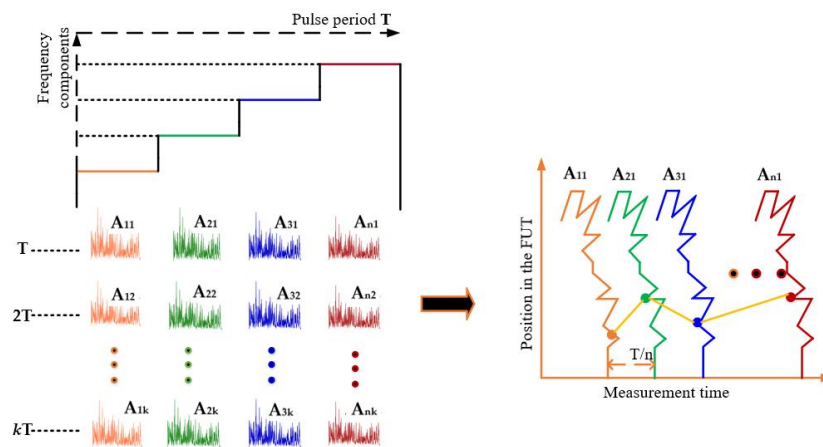 Pulse period T
Frequency
components
A11 A21 A31 An1
T
A12 A22 A32 An2
2T
A1k A2k A3k Ank
kT
A11 A21 A31 An1
Position in the FUT
T/n
Measurement time